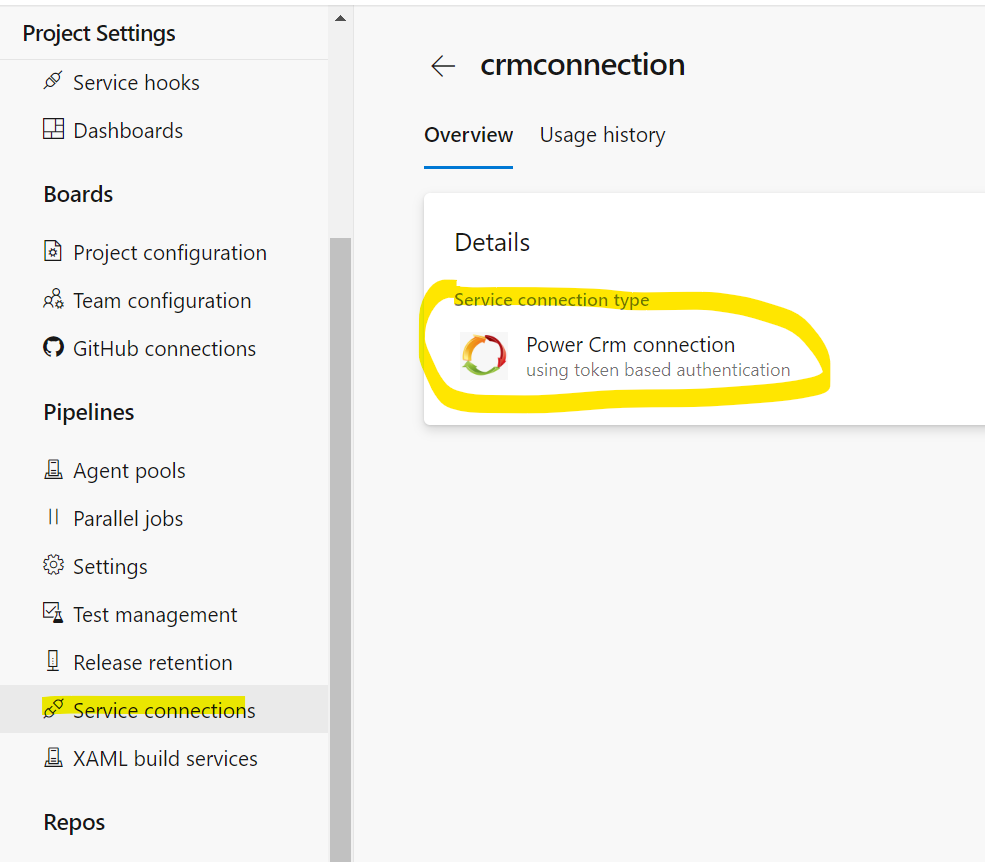 Project Settings
Service hooks
Dashboards
Boards
Project configuration
Team configuration
GitHub connections
Pipelines
Agent pools
Parallel jobs
Settings
Test management
Release retention
Service connections
XAML build services
Repos
crmconnection
Overview
Usage history
Details
Service connection type
Power Crm connection
using token based authentication